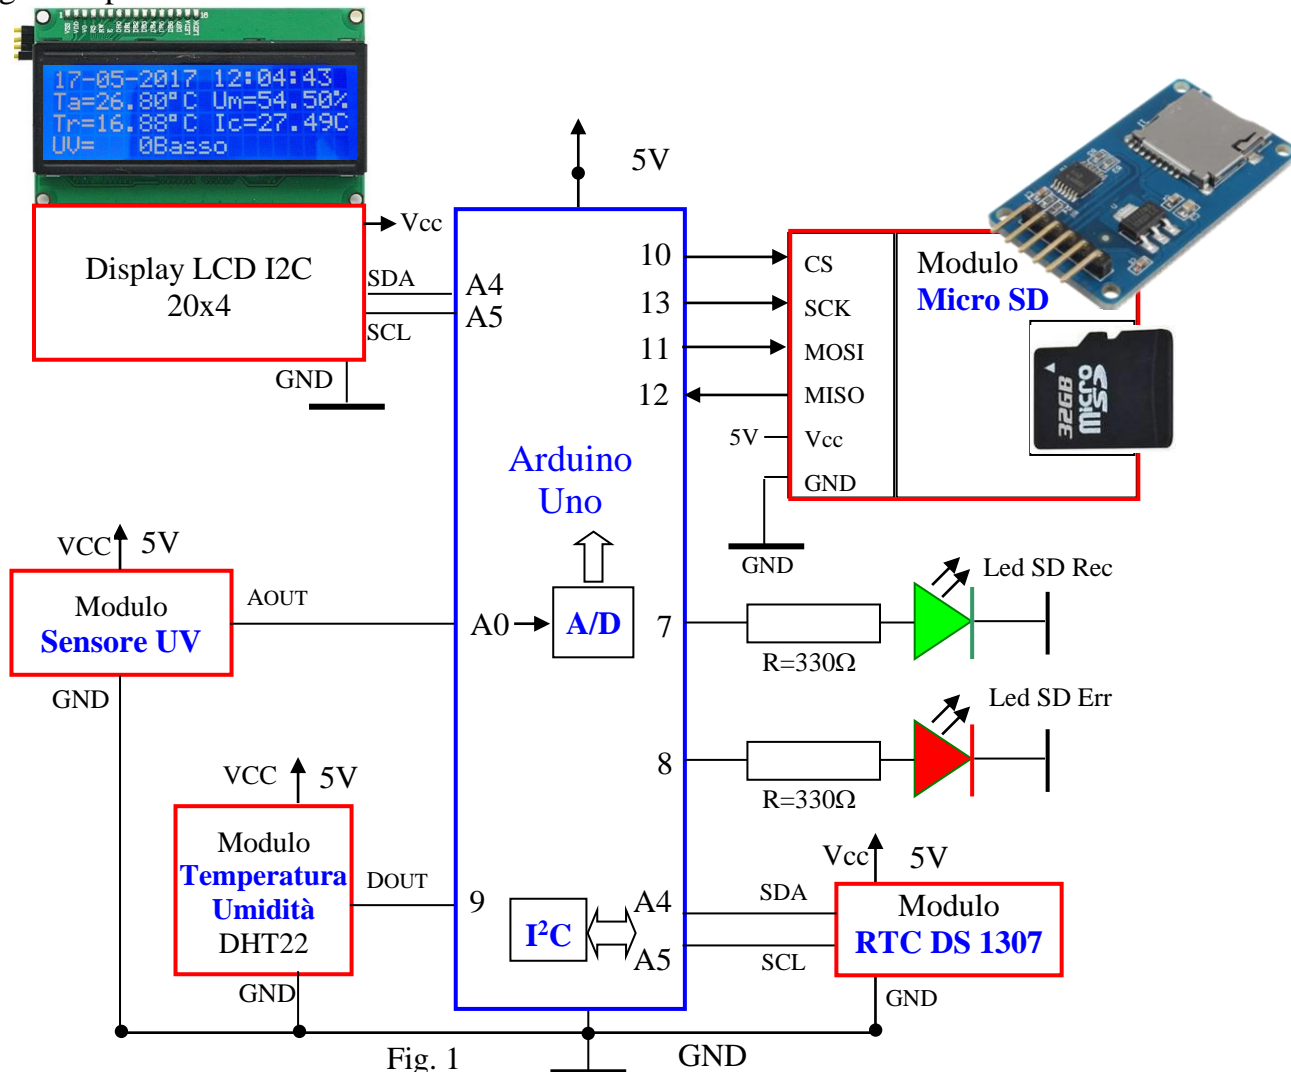 1
16
17-05-2017 12:04:43
Ta=26.80°C Um=54.50%
Tr=16.88°C Ic=27.49C
UV= 0Basso
Display LCD I2C
20x4
Vcc
SDA
SCL
GND
A4
A5
5V
10
13
11
12
CS
SCK
MOSI
MISO
Vcc
GND
5V
GND
Modulo
Micro SD
32GB
micro
SD
Arduino
Uno
A0
A/D
VCC
5V
Modulo
Sensore UV
AOUT
GND
7
R=330Ω
Led SD Rec
8
R=330Ω
Led SD Err
VCC
5V
Modulo
Temperatura
Umidità
DHT22
DOUT
GND
9
I²C
A4
A5
SDA
SCL
Vcc
5V
Modulo
RTC DS 1307
GND
Fig. 1
GND